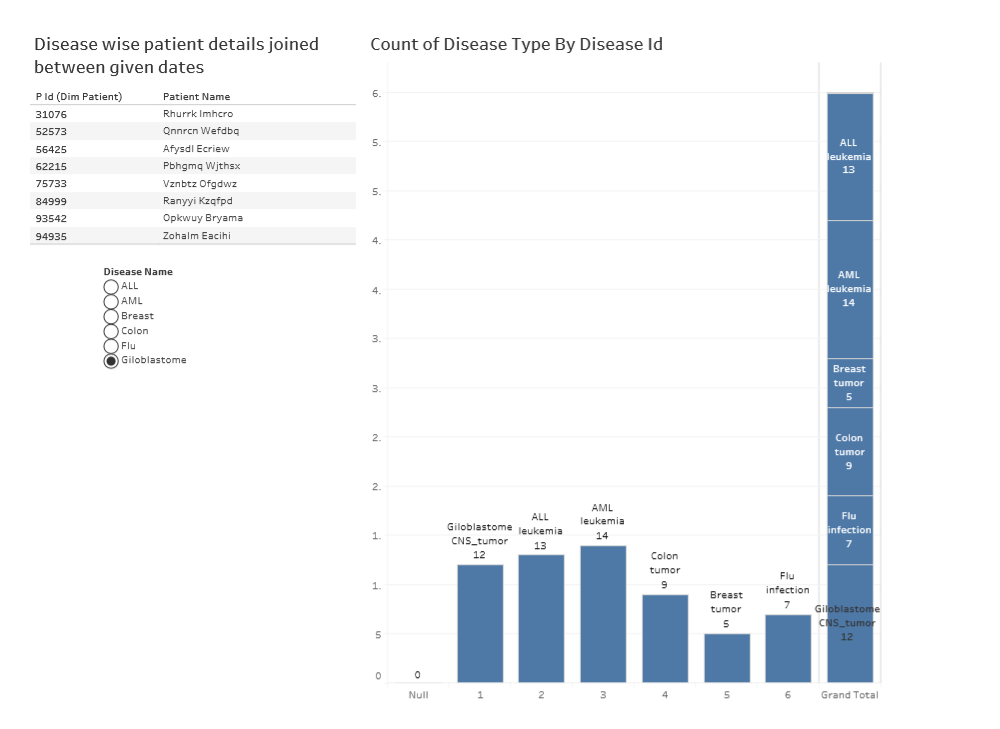 Disease wise patient details joined
between given dates
P Id (Dim Patient) Patient Name
31076 Rhurrk Imhcro
52573 Qnnrcn Wefdbq
56425 Afysdl Ecriew
62215 Pbhgmq Wjthsx
75733 Vznbtz Ofgdwz
84999 Ranyyi Kzqfpd
93542 Opkwuy Bryama
94935 Zohalm Eacihi
Disease Name
ALL
AML
Breast
Colon
Flu
Giloblastome
Count of Disease Type By Disease Id
6.
5.
5.
4.
4.
3.
3.
2.
2.
1.
1.
5
0
0
Giloblastome
CNS_tumor
12
ALL
leukemia
13
AML
leukemia
14
Colon
tumor
9
Breast
tumor
5
Flu
infection
7
ALL
leukemia
13
AML
leukemia
14
Breast
tumor
5
Colon
tumor
9
Flu
infection
7
Giloblastome
CNS_tumor
12
Null 1 2 3 4 5 6 Grand Total